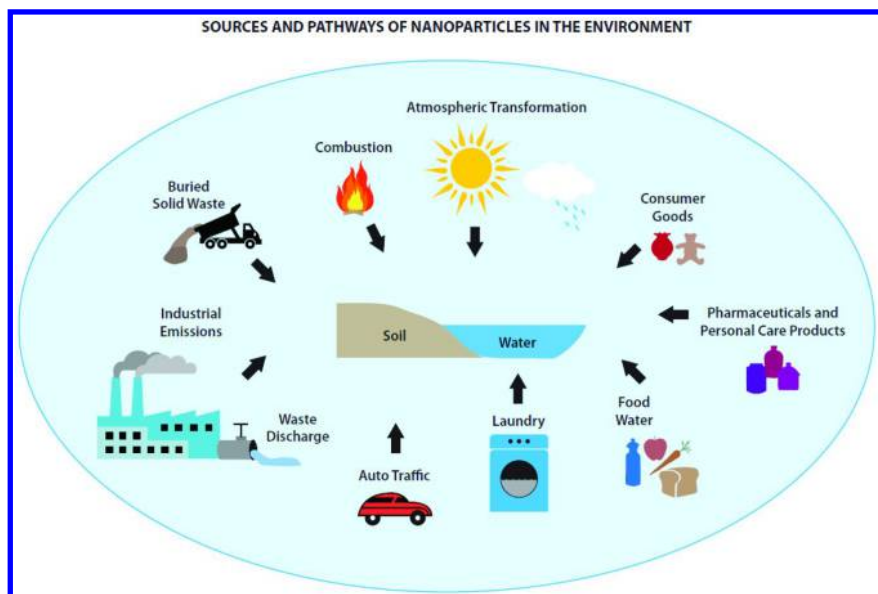 SOURCES AND PATHWAYS OF NANOPARTICLES IN THE ENVIRONMENT
Atmospheric Transformation
Combustion
Buried
Solid Waste
Consumer
Goods
Industrial
Emissions
Pharmaceuticals and
Personal Care Products
Soil
Water
Waste
Discharge
Laundry
Food
Water
Auto Traffic